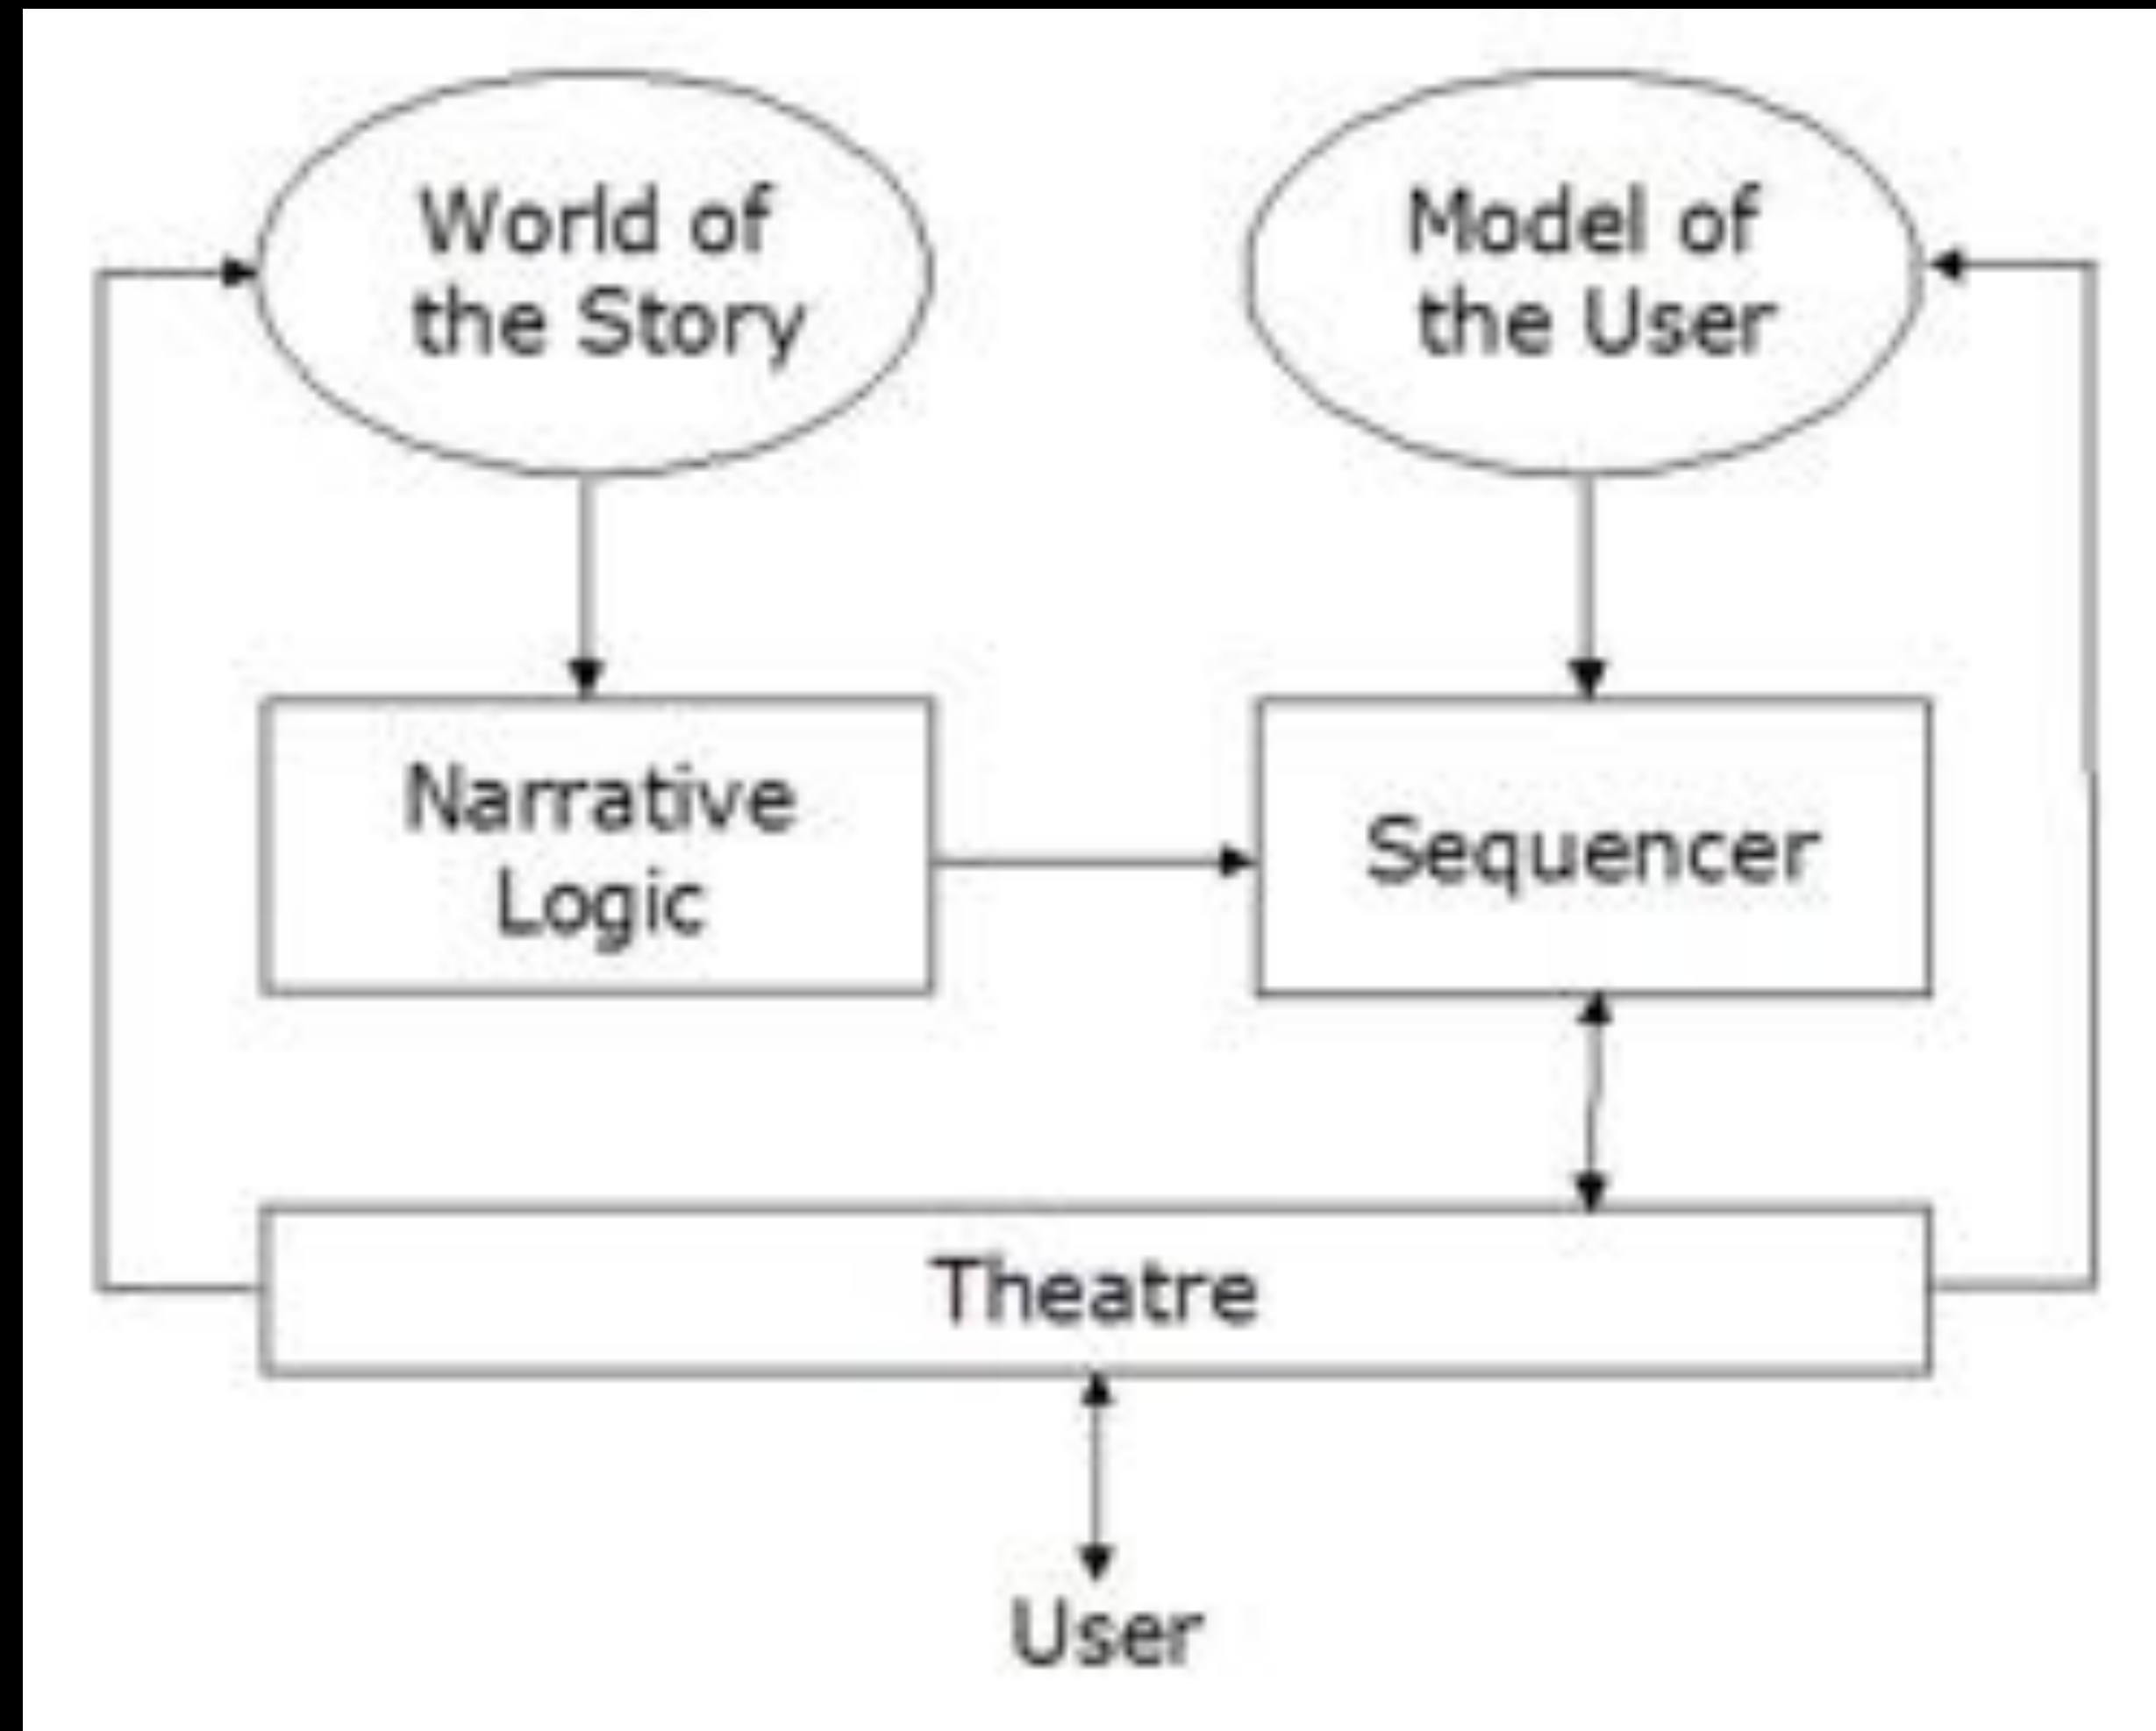 World of
the Story
Model of
the User
Narrative
Logic
Sequencer
Theatre
User